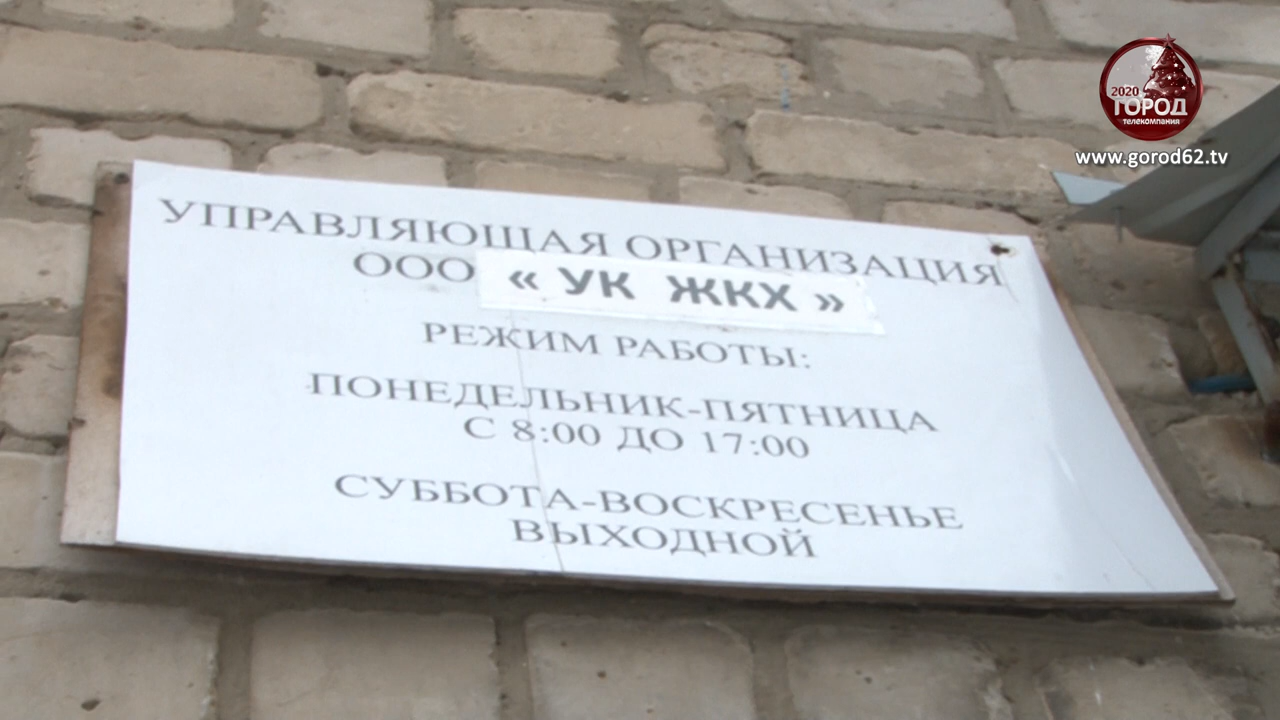 2020
ГОРОД
телекомпания
www.gorod62.tv
УПРАВЛЯЮЩАЯ ОРГАНИЗАЦИЯ
ООО « УК ЖКХ »
РЕЖИМ РАБОТЫ:
ПОНЕДЕЛЬНИК-ПЯТНИЦА
С 8:00 ДО 17:00
СУББОТА-ВОСКРЕСЕНЬЕ
ВЫХОДНОЙ